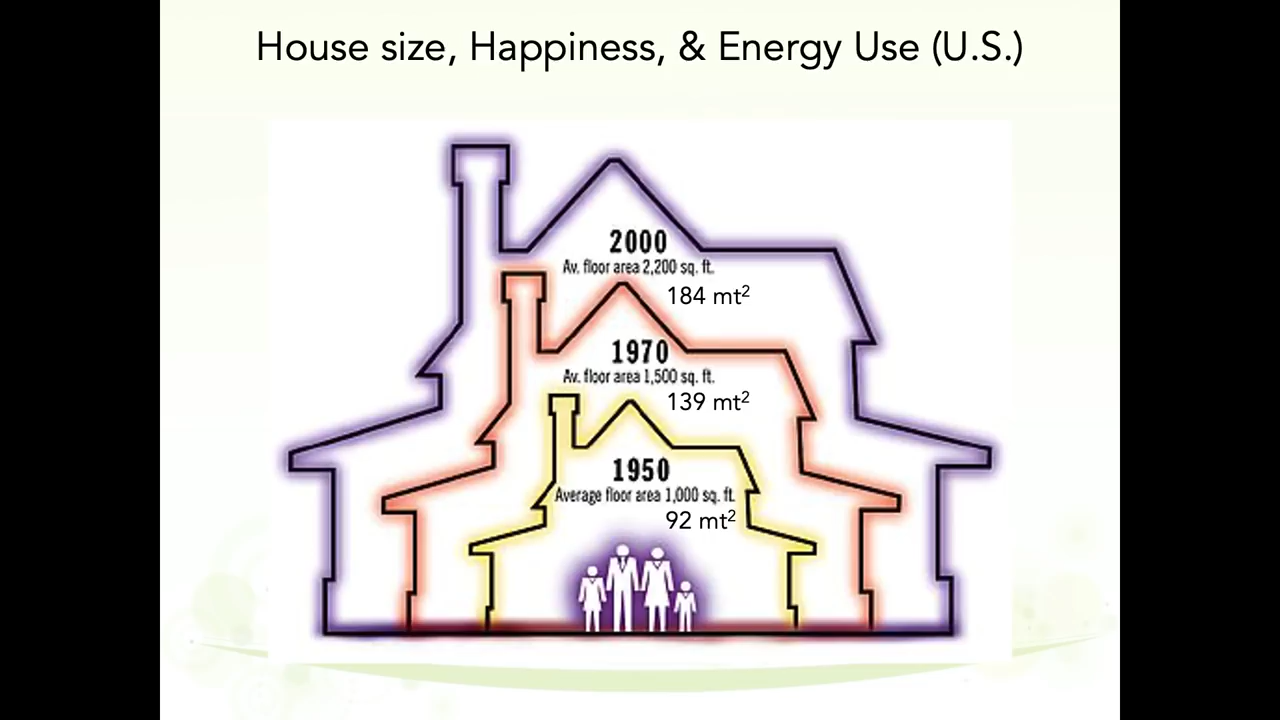 House size, Happiness, & Energy Use (U.S.)
2000
Av. floor area 2,200 sq. ft.
184 mt²
1970
Av. floor area 1,500 sq. ft.
139 mt²
1950
Average floor area 1,000 sq. ft.
92 mt²